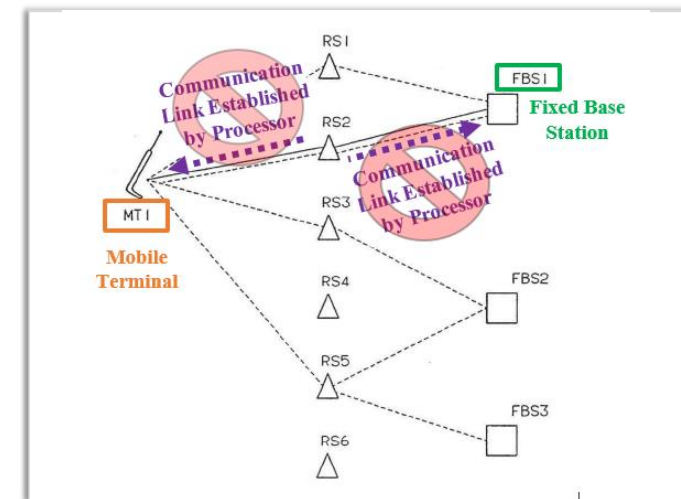 RS1
FBS1
Communication
Link Established
by Processor
Fixed Base
Station
RS2
Communication
Link Established
by Processor
RS3
MT1
Mobile
Terminal
RS4
FBS2
RS5
FBS3
RS6